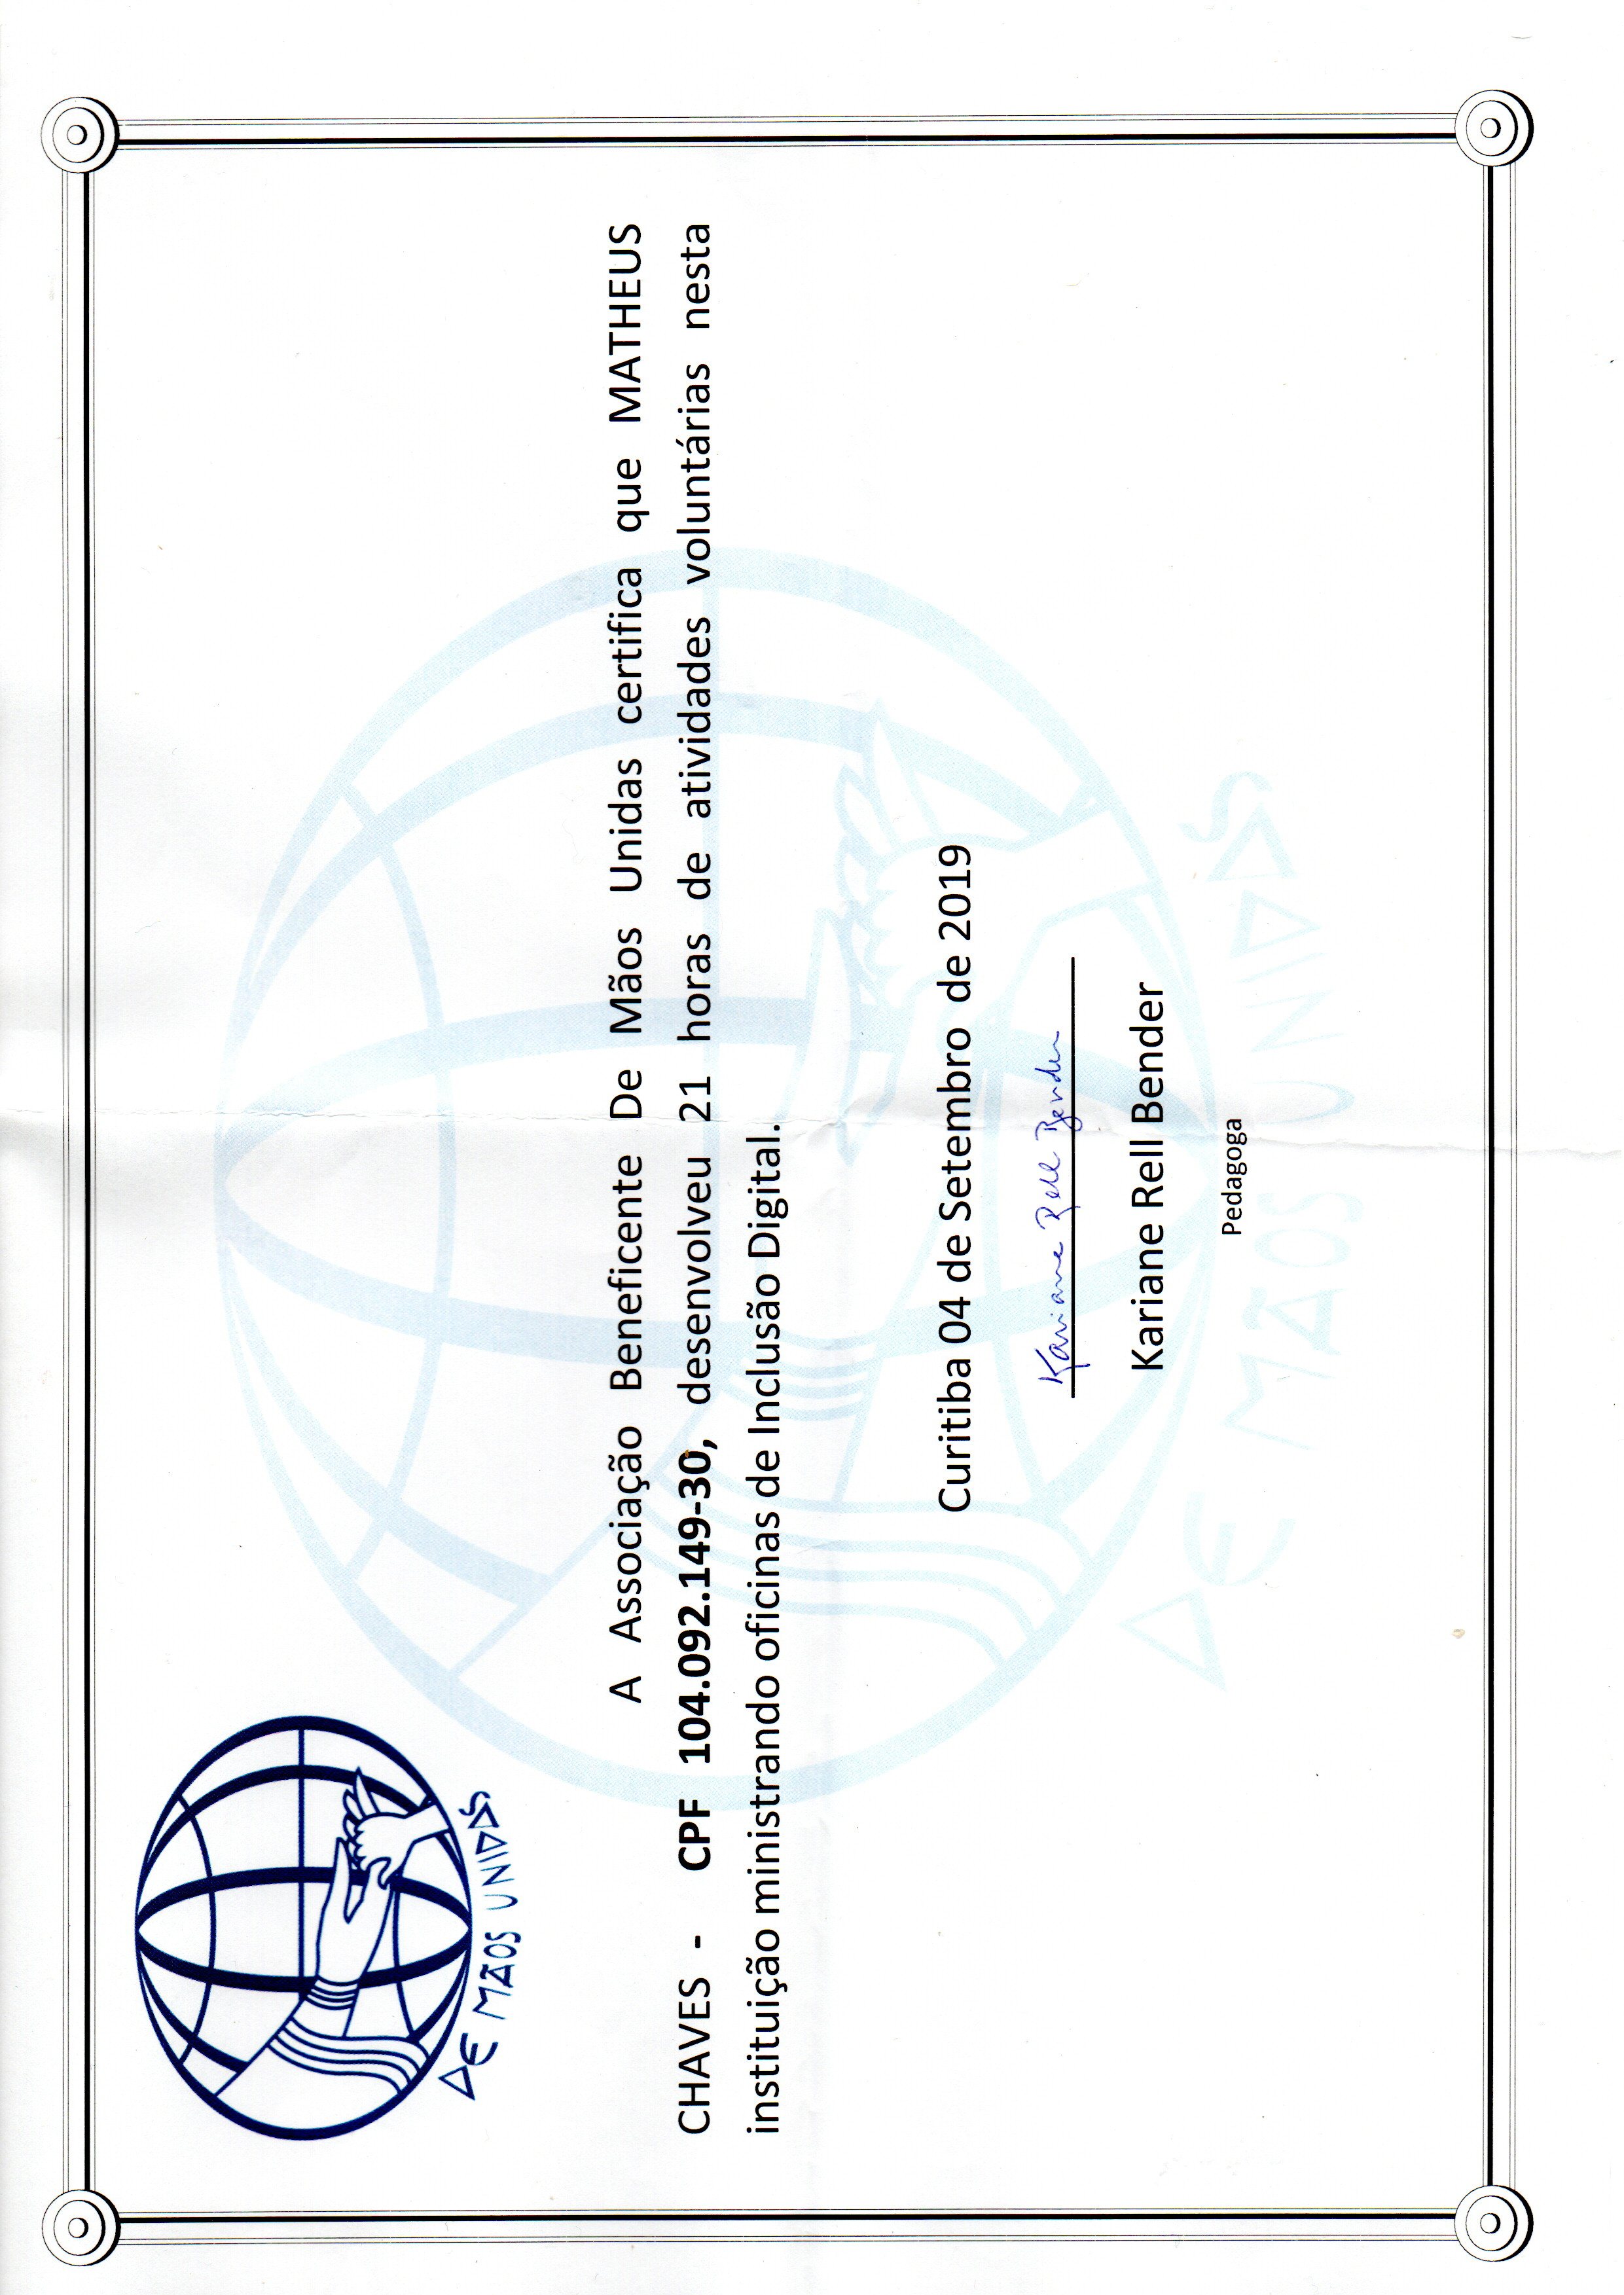 DE MÃOS UNIDAS
A Associação Beneficente De Mãos Unidas certifica que MATHEUS
CHAVES - CPF 104.092.149-30, desenvolveu 21 horas de atividades voluntárias nesta
instituição ministrando oficinas de Inclusão Digital.
Curitiba 04 de Setembro de 2019
Kariane Rell Bender
Kariane Rell Bender
Pedagoga
DE MÃOS UNIDAS